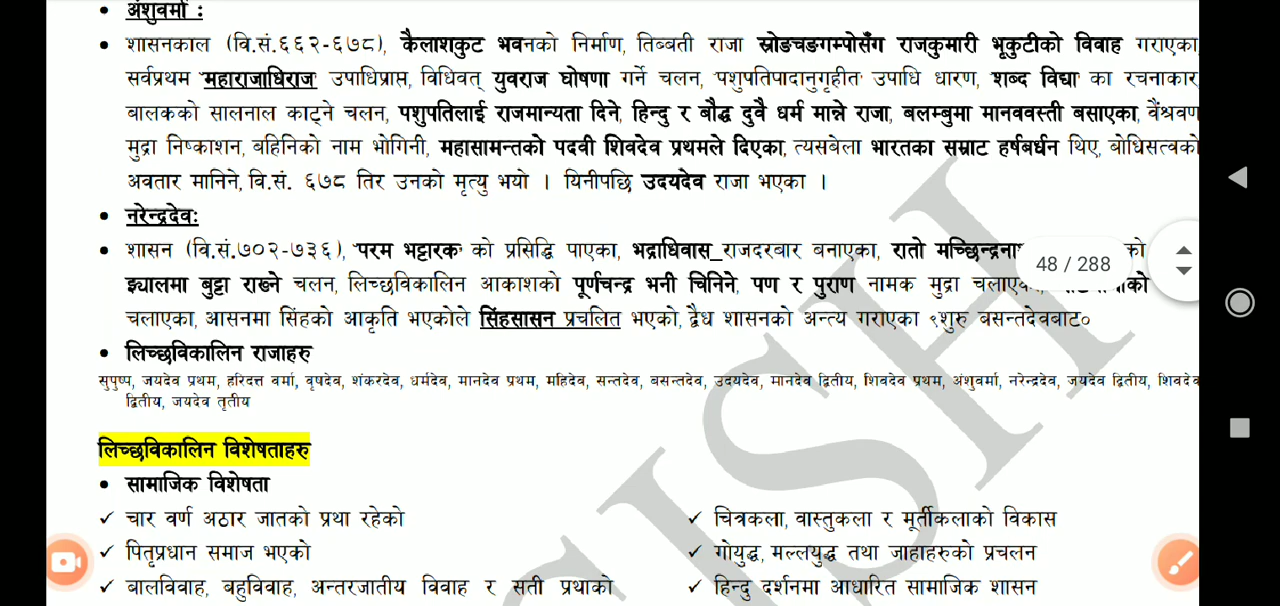 अंशुवर्मा :
शासनकाल (वि.सं.६६२-६७८), कैलाशकुट भवनको निर्माण, तिब्बती राजा स्रोङचङगम्पोसँग राजकुमारी भृकुटीको विवाह गराएका,
सर्वप्रथम 'महाराजाधिराज' उपाधिप्राप्त, विधिवत् युवराज घोषणा गर्ने चलन, 'पशुपतिपादानुगृहीत' उपाधि धारण, 'शब्द विद्या' का रचनाकार,
बालकको सालनाल काट्ने चलन, पशुपतिलाई राजमान्यता दिने, हिन्दु र बौद्ध दुवै धर्म मान्ने राजा, बलम्बुमा मानववस्ती बसाएका, वैंश्रवण
मुद्रा निष्काशन, बहिनिको नाम भोगिनी, महासामन्तको पदवी शिवदेव प्रथमले दिएका, त्यसबेला भारतका सम्राट हर्षबर्धन थिए, बोधिसत्वको
अवतार मानिने, वि.सं. ६७८ तिर उनको मृत्यु भयो । यिनीपछि उदयदेव राजा भएका ।
नरेन्द्रदेवः
शासन (वि.सं.७०२-७३६), 'परम भट्टारक' को प्रसिद्धि पाएका, भद्राधिवास_राजदरबार बनाएका, रातो मच्छिन्द्रना को
48 / 288
झ्यालमा बुट्टा राख्ने चलन, लिच्छविकालिन आकाशको पूर्णचन्द्र भनी चिनिने, पण र पुराण नामक मुद्रा चलाए
चलाएका, आसनमा सिंहको आकृति भएकोले सिंहसासन प्रचलित भएको, द्वैध शासनको अन्त्य गराएका ९शुरु बसन्तदेवबाट०
लिच्छविकालिन राजाहरु
सुपुष्प, जयदेव प्रथम, हरिदत्त वर्मा, वृषदेव, शंकरदेव, धर्मदेव, मानदेव प्रथम, महिदेव, सन्तदेव, बसन्तदेव, उदयदेव, मानदेव द्वितीय, शिवदेव प्रथम, अंशुवर्मा, नरेन्द्रदेव, जयदेव द्वितीय, शिवदेव
द्वितीय, जयदेव तृतीय
लिच्छविकालिन विशेषताहरु
सामाजिक विशेषता
चार वर्ण अठार जातको प्रथा रहेको
चित्रकला, वास्तुकला र मूर्तीकलाको विकास
पितृप्रधान समाज भएको
गोयुद्ध, मल्लयुद्ध तथा जाहाहरुको प्रचलन
बालविवाह, बहुविवाह, अन्तरजातीय विवाह र सती प्रथाको
हिन्दु दर्शनमा आधारित सामाजिक शासन